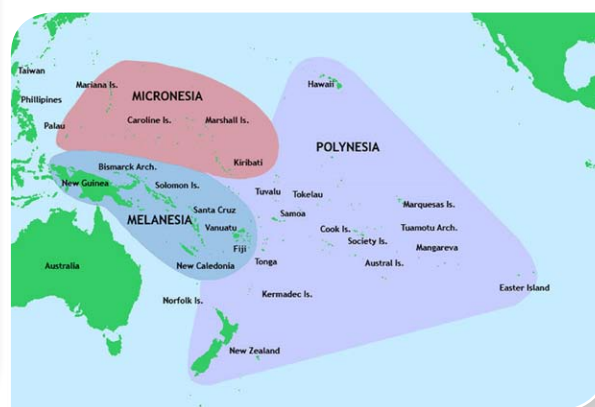 Taiwan
Phillipines
Palau
Mariana Is.
MICRONESIA
Caroline Is.
Marshall Is.
Kiribati
Hawaii
POLYNESIA
Bismarck Arch.
New Guinea
Solomon Is.
Santa Cruz
MELANESIA
Vanuatu
Fiji
New Caledonia
Tuvalu
Tokelau
Samoa
Marquesas Is.
Cook Is.
Society Is.
Tuamotu Arch.
Mangareva
Austral Is.
Tonga
Australia
Norfolk Is.
Kermadec Is.
Easter Island
New Zealand